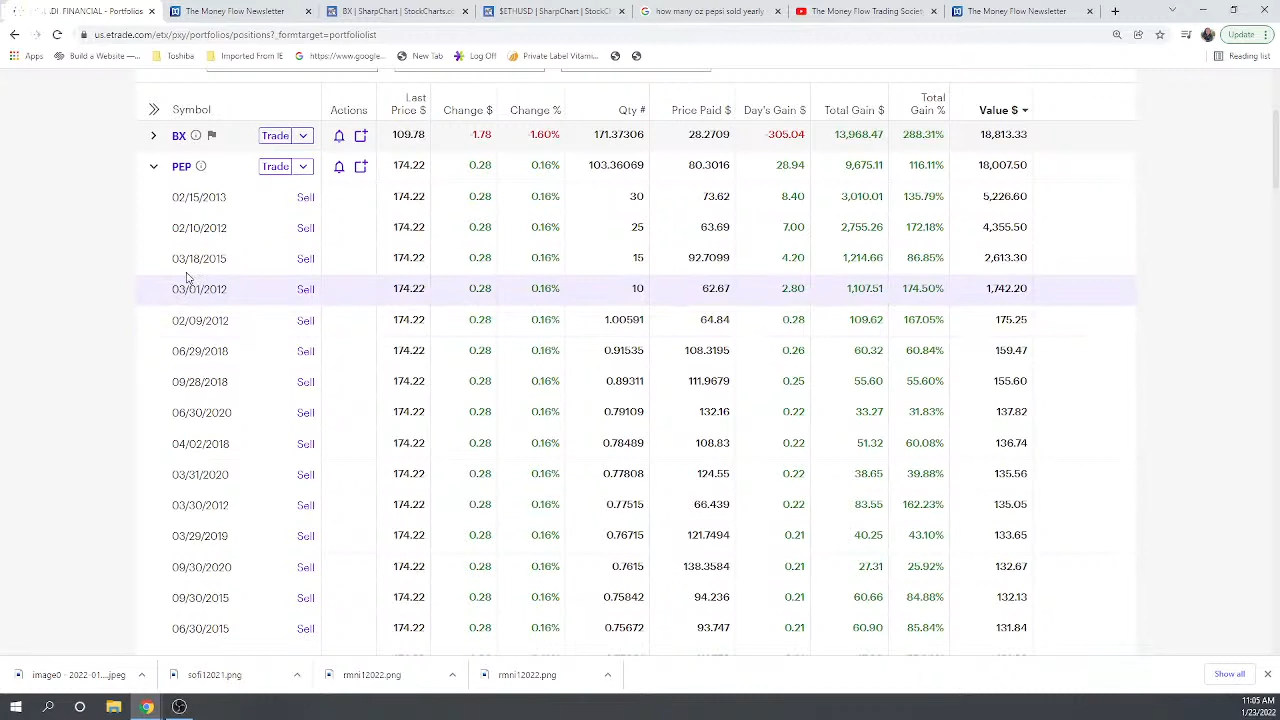 .DI FINANCIAL - Portfolios × The Money Flow Newsletter × BX | SharpChart | StockCharts.co × $ETHUSD | SharpChart | StockCh × how many oz pepsi sold yearly × The Money Flow Trading Societ × The Money Flow Newsletter × +
us.etrade.com/etx/pxy/portfolios/positions?_formtarget=portfoliolist Update
Apps Build a Website —... Toshiba Imported From IE https://www.google... New Tab Log Off Private Label Vitam... Reading list
Symbol Actions Last Price $ Change $ Change % Qty # Price Paid $ Day's Gain $ Total Gain $ Total Gain % Value $
BX Trade 109.78 -1.78 -1.60% 171.37306 28.2709 -305.04 13,968.47 288.31% 18,813.33
PEP Trade 174.22 0.28 0.16% 103.36069 80.3016 28.94 9,675.11 116.11% 18,007.50
02/15/2013 Sell 174.22 0.28 0.16% 30 73.62 8.40 3,010.01 135.79% 5,226.60
02/10/2012 Sell 174.22 0.28 0.16% 25 63.69 7.00 2,755.26 172.18% 4,355.50
03/18/2015 Sell 174.22 0.28 0.16% 15 92.7099 4.20 1,214.66 86.85% 2,613.30
03/01/2012 Sell 174.22 0.28 0.16% 10 62.67 2.80 1,107.51 174.50% 1,742.20
02/09/2012 Sell 174.22 0.28 0.16% 1.00591 64.84 0.28 109.62 167.05% 175.25
06/29/2018 Sell 174.22 0.28 0.16% 0.91535 108.3195 0.26 60.32 60.84% 159.47
09/28/2018 Sell 174.22 0.28 0.16% 0.89311 111.9679 0.25 55.60 55.60% 155.60
06/30/2020 Sell 174.22 0.28 0.16% 0.79109 132.16 0.22 33.27 31.83% 137.82
04/02/2018 Sell 174.22 0.28 0.16% 0.78489 108.83 0.22 51.32 60.08% 136.74
03/31/2020 Sell 174.22 0.28 0.16% 0.77808 124.55 0.22 38.65 39.88% 135.56
03/30/2012 Sell 174.22 0.28 0.16% 0.77515 66.439 0.22 83.55 162.23% 135.05
03/29/2019 Sell 174.22 0.28 0.16% 0.76715 121.7494 0.21 40.25 43.10% 133.65
09/30/2020 Sell 174.22 0.28 0.16% 0.7615 138.3584 0.21 27.31 25.92% 132.67
09/30/2015 Sell 174.22 0.28 0.16% 0.75842 94.236 0.21 60.66 84.88% 132.13
06/30/2015 Sell 174.22 0.28 0.16% 0.75672 93.747 0.21 60.90 85.84% 131.84
image0 - 2022-01....jpeg sofi12021.png rmni12022.png rmni12022.png Show all
11:05 AM
1/23/2022